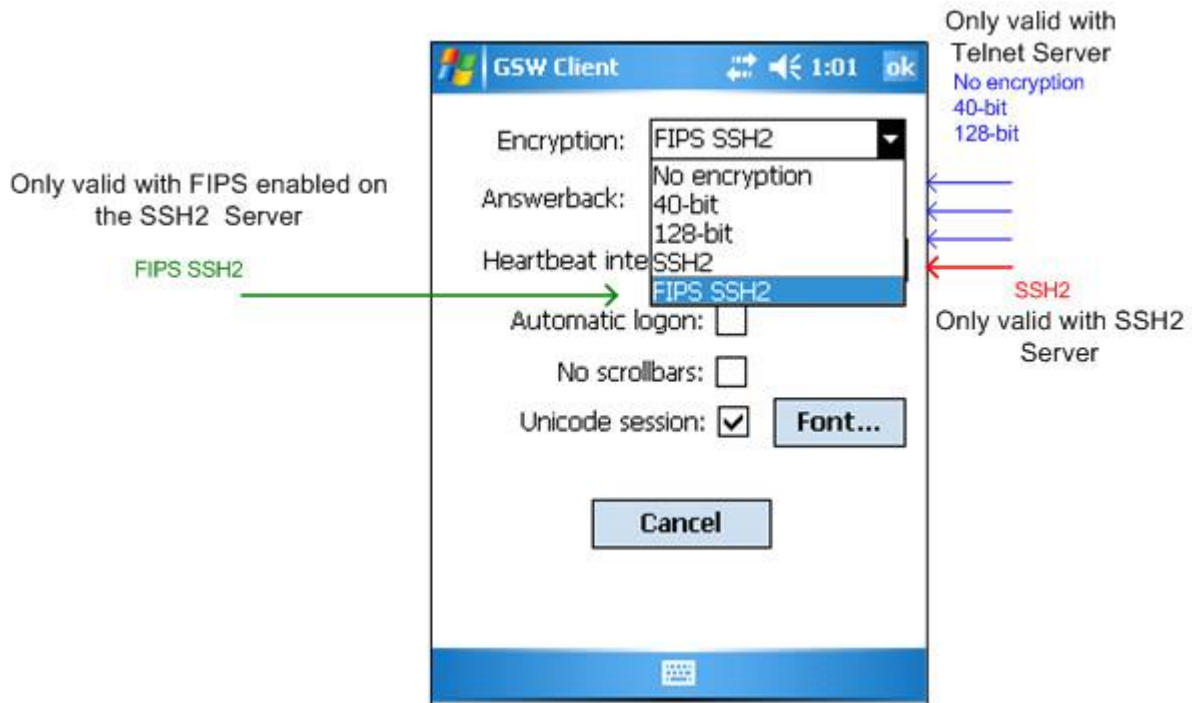 Only valid with
Telnet Server
No encryption
40-bit
128-bit
GSW Client
1:01
ok
Encryption:
FIPS SSH2
No encryption
40-bit
128-bit
SSH2
FIPS SSH2
Answerback:
Heartbeat inte
Automatic logon:
No scrollbars:
Unicode session:
Font...
Cancel
Only valid with FIPS enabled on
the SSH2 Server
FIPS SSH2
SSH2
Only valid with SSH2
Server